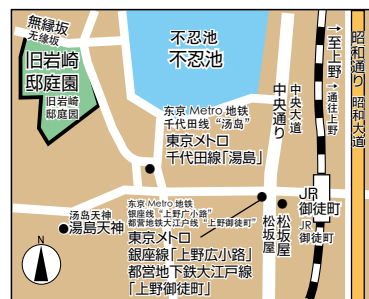 無縁坂
无缘坂
旧岩崎
邸庭園
旧岩崎
邸庭園
不忍池
不忍池
东京 Metro 地铁
千代田线“汤岛”
東京メトロ
千代田線「湯島」
中央通り
中央大道
→至上野
→通往上野
昭和通り
昭和大道
汤岛天神
湯島天神
东京 Metro 地铁
银座线“上野广小路”
都营地铁大江户线“上野御徒町”
東京メトロ
銀座線「上野広小路」
都営地下鉄大江戸線
「上野御徒町」
松坂屋
松坂屋
JR
御徒町
JR
御徒町
N